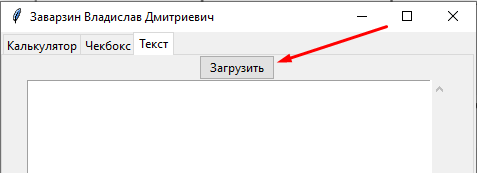 Заварзин Владислав Дмитриевич
Калькулятор Чекбокс Текст
Загрузить